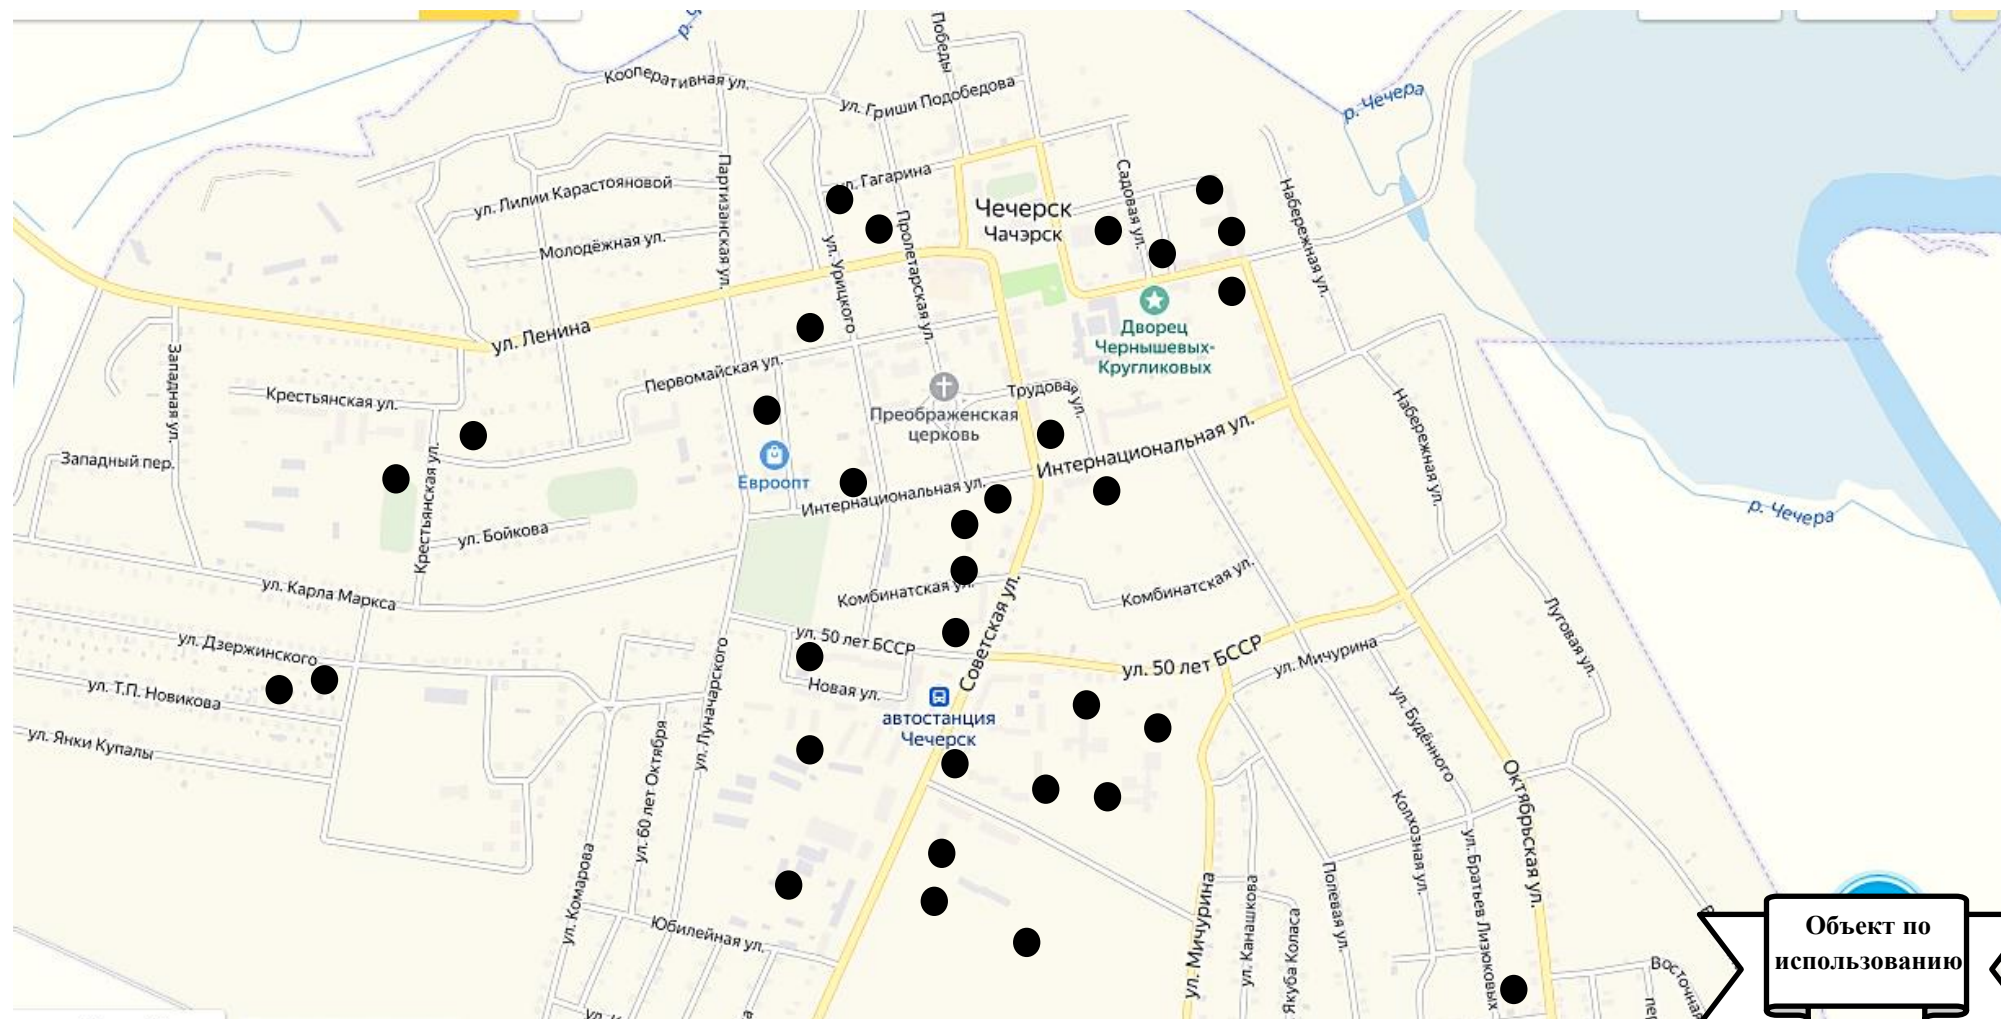 р. Ч
Победы
Кооперативная ул.
ул. Гриши Подобедова
р. Чечера
ул. Гагарина
Садовая ул.
Партизанская ул.
ул. Лилии Карастояновой
Набережная ул.
Чечерск
Чачэрск
Пролетарская ул.
Молодёжная ул.
ул. Урицкого
ул. Ленина
Дворец
Чернышевых-
Кругликовых
Западная ул.
Первомайская ул.
Крестьянская ул.
Трудовая ул.
Преображенская
церковь
Набережная ул.
Интернациональная ул.
Западный пер.
Крестьянская ул.
Евроопт
Интернациональная ул.
р. Чечера
ул. Бойкова
ул. Карла Маркса
Комбинатская ул.
Комбинатская ул.
Советская ул.
Луговая ул.
ул. Дзержинского
ул. 50 лет БССР
ул. 50 лет БССР
ул. Мичурина
ул. Т.П. Новикова
Новая ул.
ул. Луначарского
ул. Будённого
автостанция
Чечерск
ул. Янки Купалы
ул. 60 лет Октября
Октябрьская ул.
Колхозная ул.
ул. Братьев Лизюковых
ул. Комарова
Юбилейная ул.
ул. Мичурина
ул. Канашкова
Якуба Коласа
Полевая ул.
Объект по
использованию
Восточная
пер
ул.